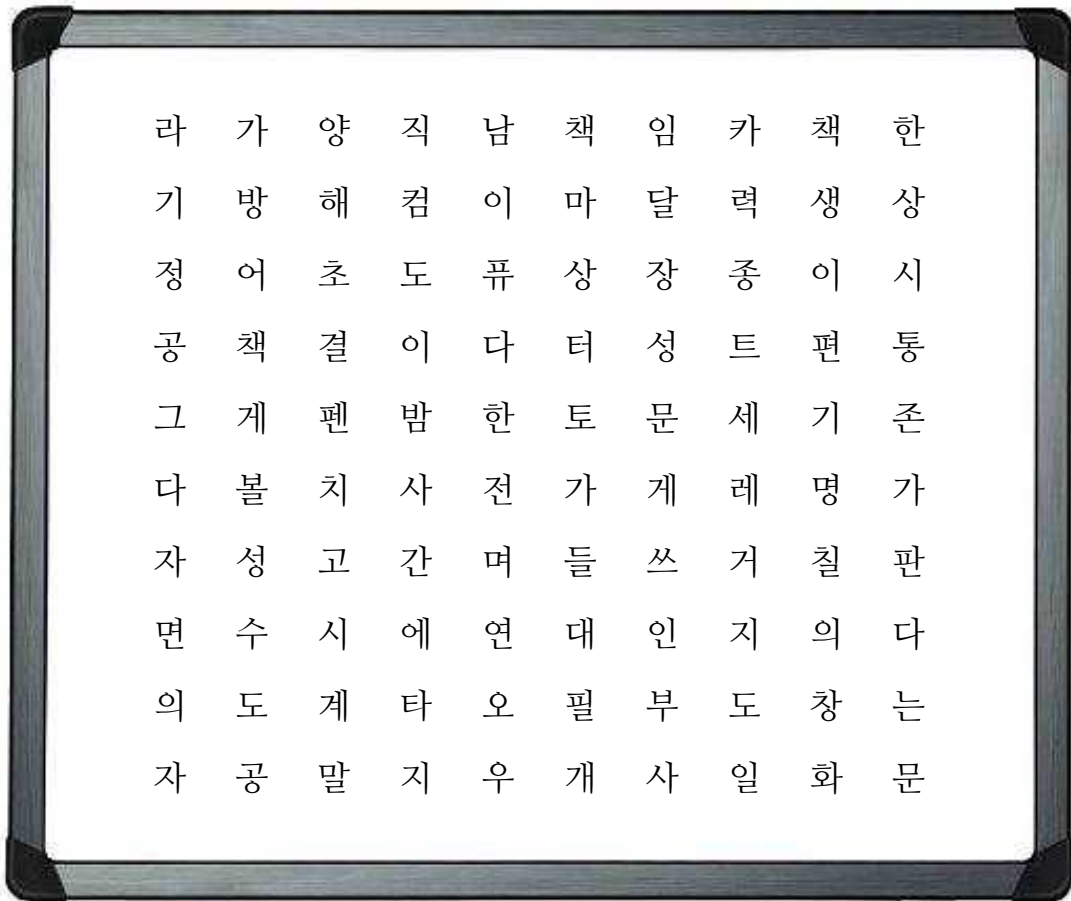 라 가 양 직 남 책 임 카 책 한
기 방 해 컴 이 마 달 력 생 상
정 어 초 도 퓨 상 장 종 이 시
공 책 결 이 다 터 성 트 편 통
그 게 펜 밤 한 토 문 세 기 존
다 볼 치 사 전 가 게 레 명 가
자 성 고 간 며 들 쓰 거 칠 판
면 수 시 에 연 대 인 지 의 다
의 도 계 타 오 필 부 도 창 는
자 공 말 지 우 개 사 일 화 문